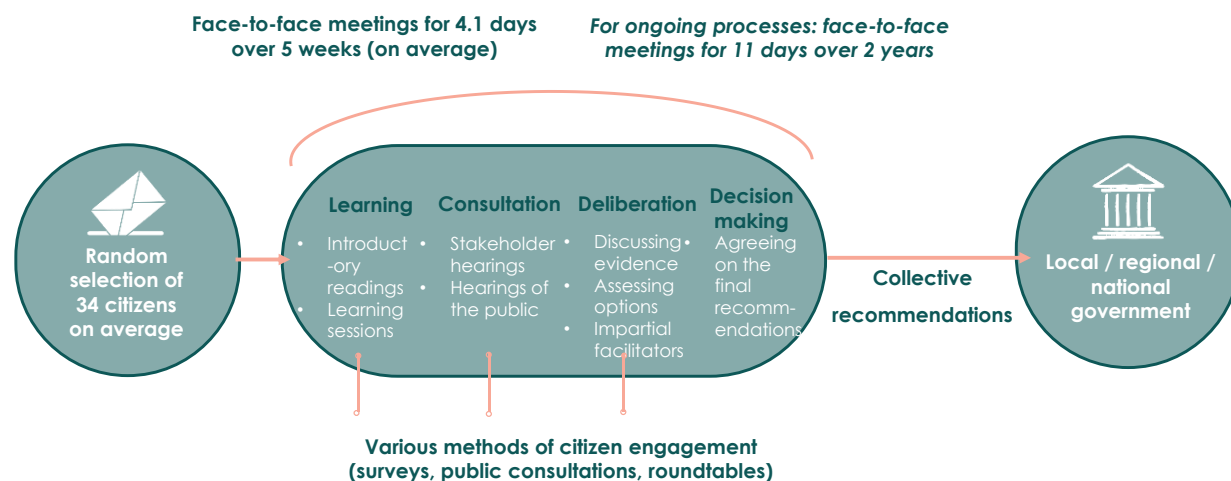 Face-to-face meetings for 4.1 days
over 5 weeks (on average)
For ongoing processes: face-to-face
meetings for 11 days over 2 years
Random
selection of
34 citizens
on average
Learning
• Introduct
-ory
readings
• Learning
sessions
Consultation
• Stakeholder
hearings
• Hearings of
the public
Deliberation
• Discussing
evidence
• Assessing
options
• Impartial
facilitators
Decision
making
• Agreeing
on the
final
recomm-
endations
Collective
recommendations
Local / regional /
national
government
Various methods of citizen engagement
(surveys, public consultations, roundtables)